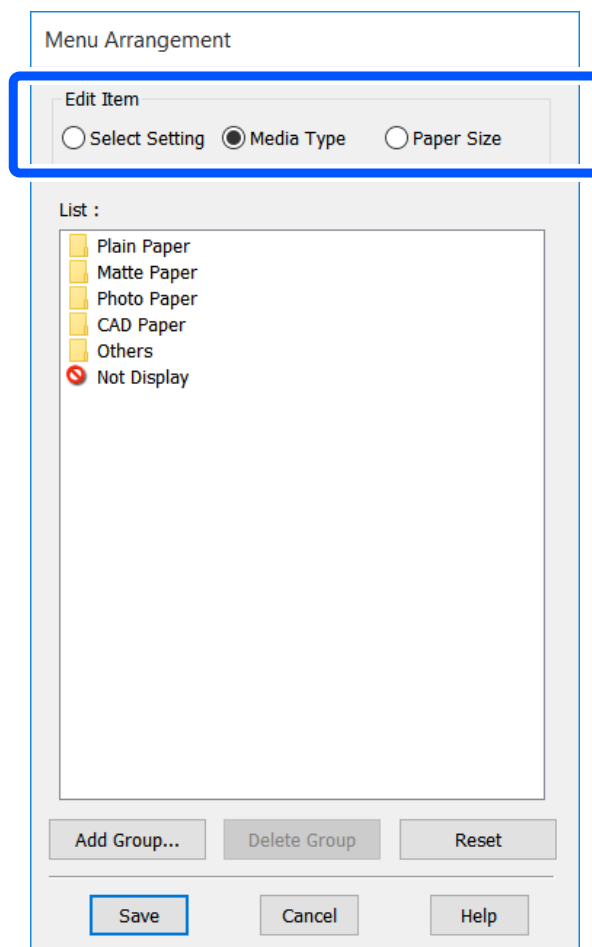 Menu Arrangement
Edit Item
Select Setting Media Type Paper Size
List :
Plain Paper
Matte Paper
Photo Paper
CAD Paper
Others
Not Display
Add Group... Delete Group Reset
Save Cancel Help